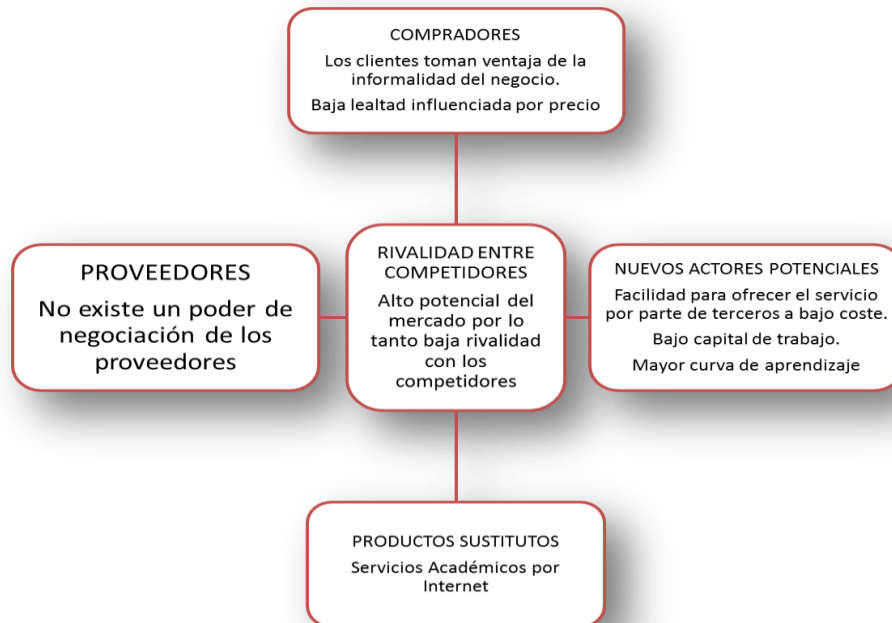 COMPRADORES
Los clientes toman ventaja de la
informalidad del negocio.
Baja lealtad influenciada por precio
PROVEEDORES
No existe un poder de
negociación de los
proveedores
RIVALIDAD ENTRE
COMPETIDORES
Alto potencial del
mercado por lo
tanto baja rivalidad
con los
competidores
NUEVOS ACTORES POTENCIALES
Facilidad para ofrecer el servicio
por parte de terceros a bajo coste.
Bajo capital de trabajo.
Mayor curva de aprendizaje
PRODUCTOS SUSTITUTOS
Servicios Académicos por
Internet